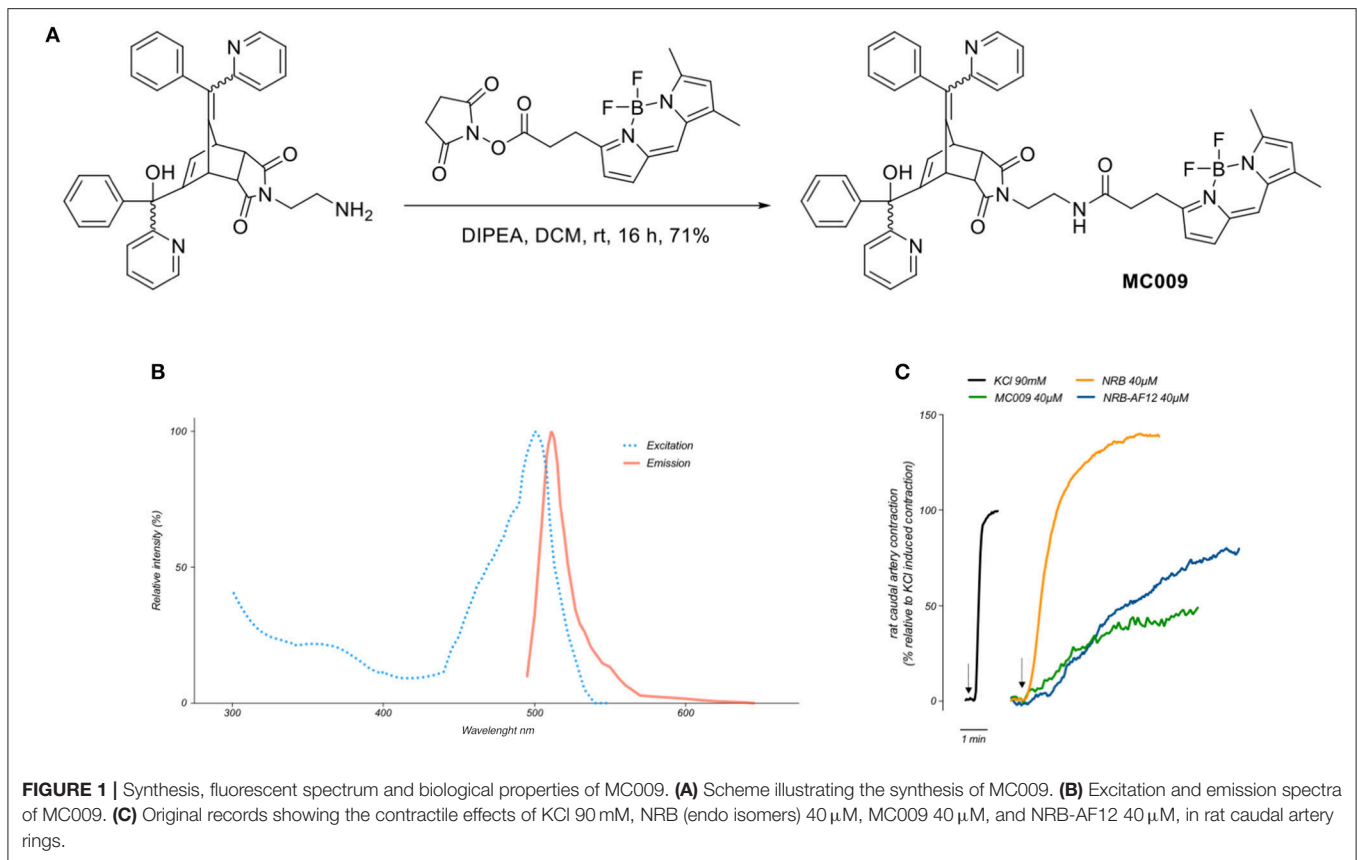 A
N
N
F
F
B
N
N
O
N
O
O
O
OH
O
N
O
NH₂
N
DIPEA, DCM, rt, 16 h, 71%
N
OH
O
N
O
N
H
O
F
F
B
N
N
N
MC009
B
100
50
0
Relative intensity (%)
Excitation
Emission
300
400
500
600
Wavelenght nm
C
KCl 90mM
NRB 40µM
MC009 40µM
NRB-AF12 40µM
150
100
50
0
rat caudal artery contraction
(% relative to KCl induced contraction)
1 min
FIGURE 1 | Synthesis, fluorescent spectrum and biological properties of MC009. (A) Scheme illustrating the synthesis of MC009. (B) Excitation and emission spectra
of MC009. (C) Original records showing the contractile effects of KCl 90 mM, NRB (endo isomers) 40 µM, MC009 40 µM, and NRB-AF12 40 µM, in rat caudal artery
rings.